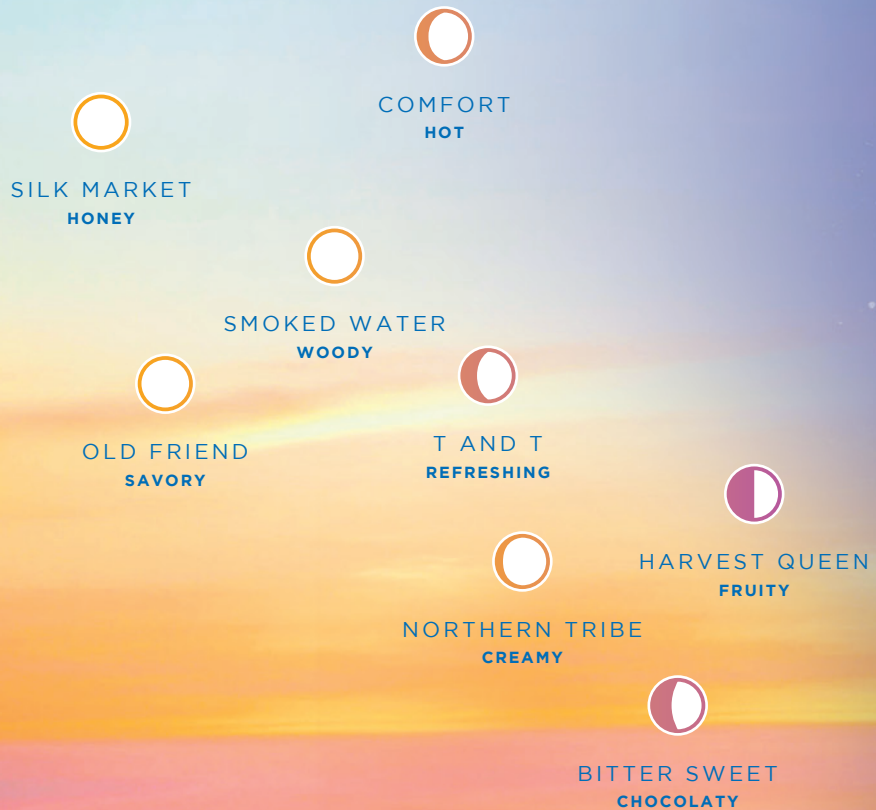 COMFORT
HOT
SILK MARKET
HONEY
SMOKED WATER
WOODY
OLD FRIEND
SAVORY
T AND T
REFRESHING
HARVEST QUEEN
FRUITY
NORTHERN TRIBE
CREAMY
BITTER SWEET
CHOCOLATY